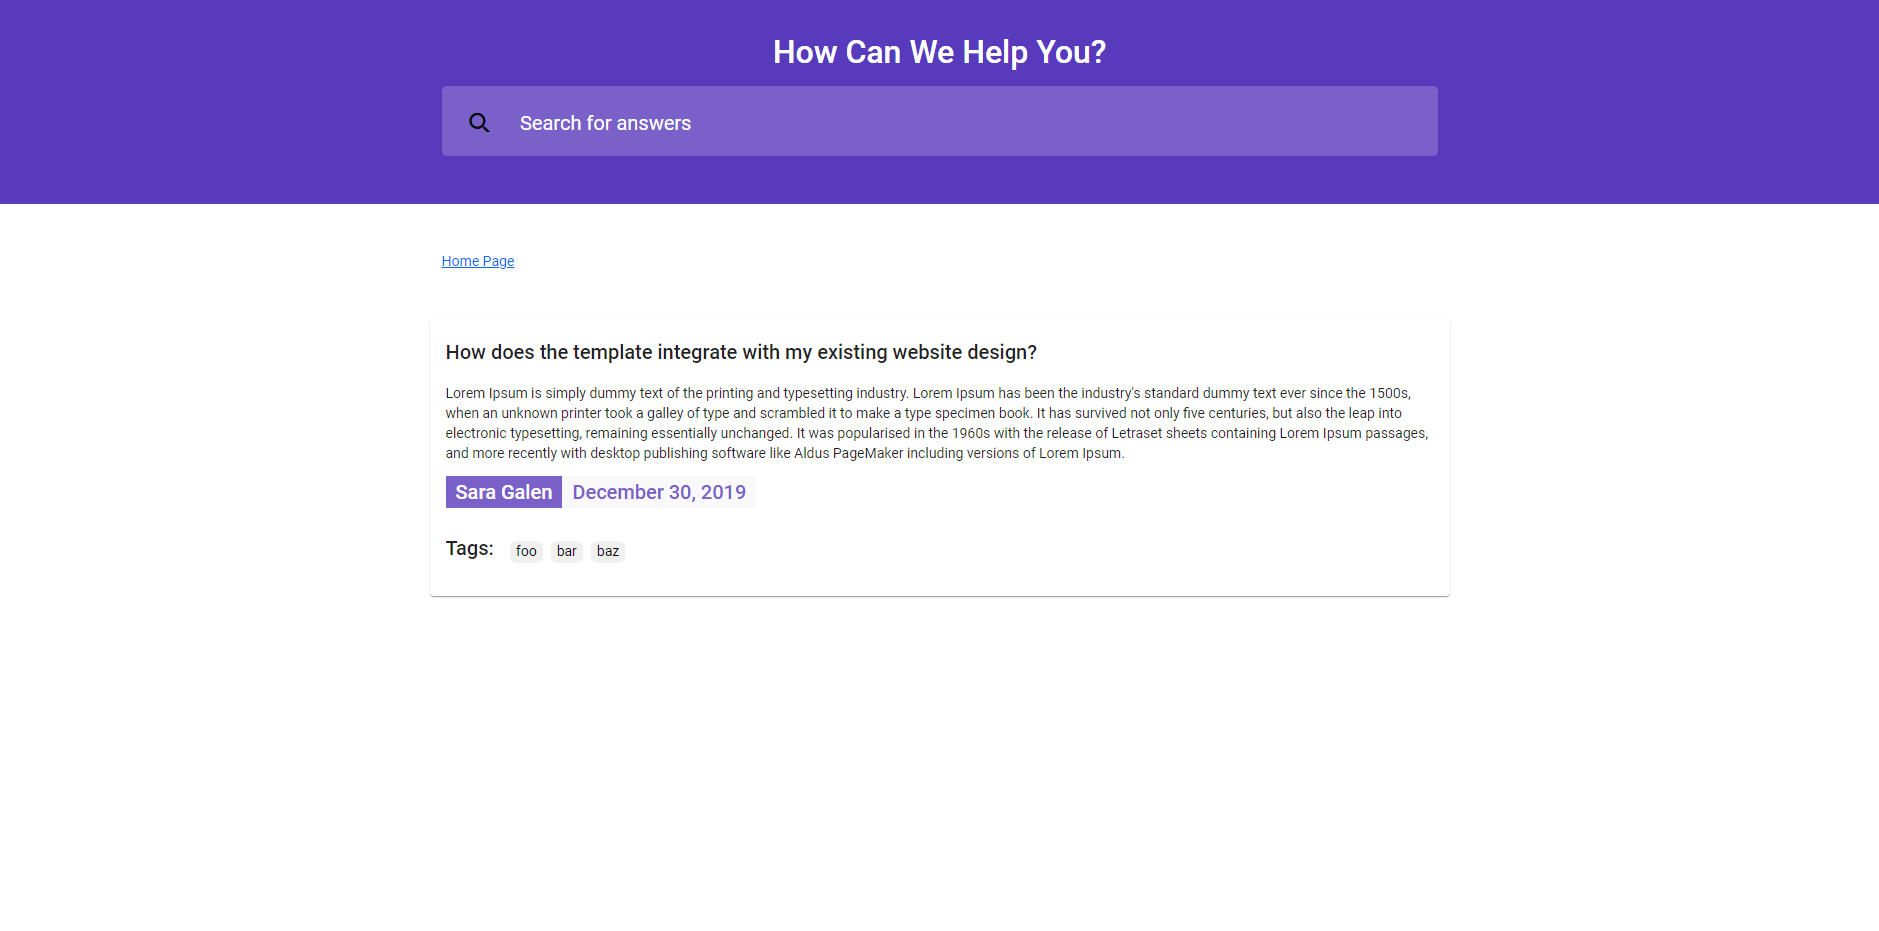 How Can We Help You?
Search for answers
Home Page
How does the template integrate with my existing website design?
Lorem Ipsum is simply dummy text of the printing and typesetting industry. Lorem Ipsum has been the industry's standard dummy text ever since the 1500s,
when an unknown printer took a galley of type and scrambled it to make a type specimen book. It has survived not only five centuries, but also the leap into
electronic typesetting, remaining essentially unchanged. It was popularised in the 1960s with the release of Letraset sheets containing Lorem Ipsum passages,
and more recently with desktop publishing software like Aldus PageMaker including versions of Lorem Ipsum.
Sara Galen December 30, 2019
Tags: foo bar baz